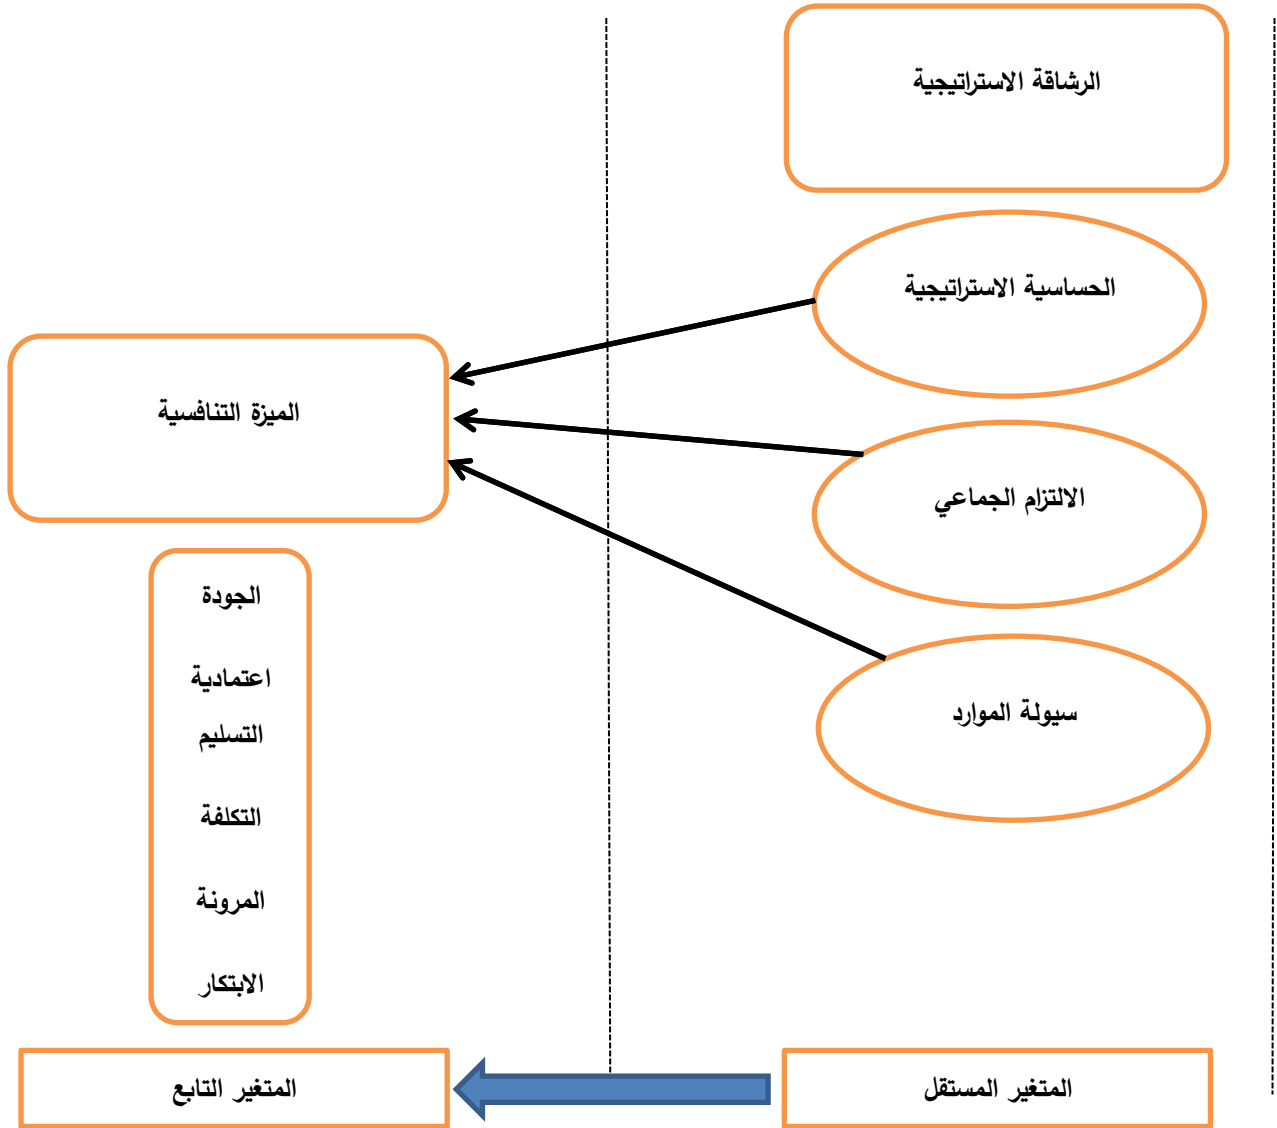 الرشاقة الاستراتيجية
الحساسية الاستراتيجية
الالتزام الجماعي
سيولة الموارد
المتغير المستقل
الميزة التنافسية
الجودة
اعتمادية
التسليم
التكلفة
المرونة
الابتكار
المتغير التابع